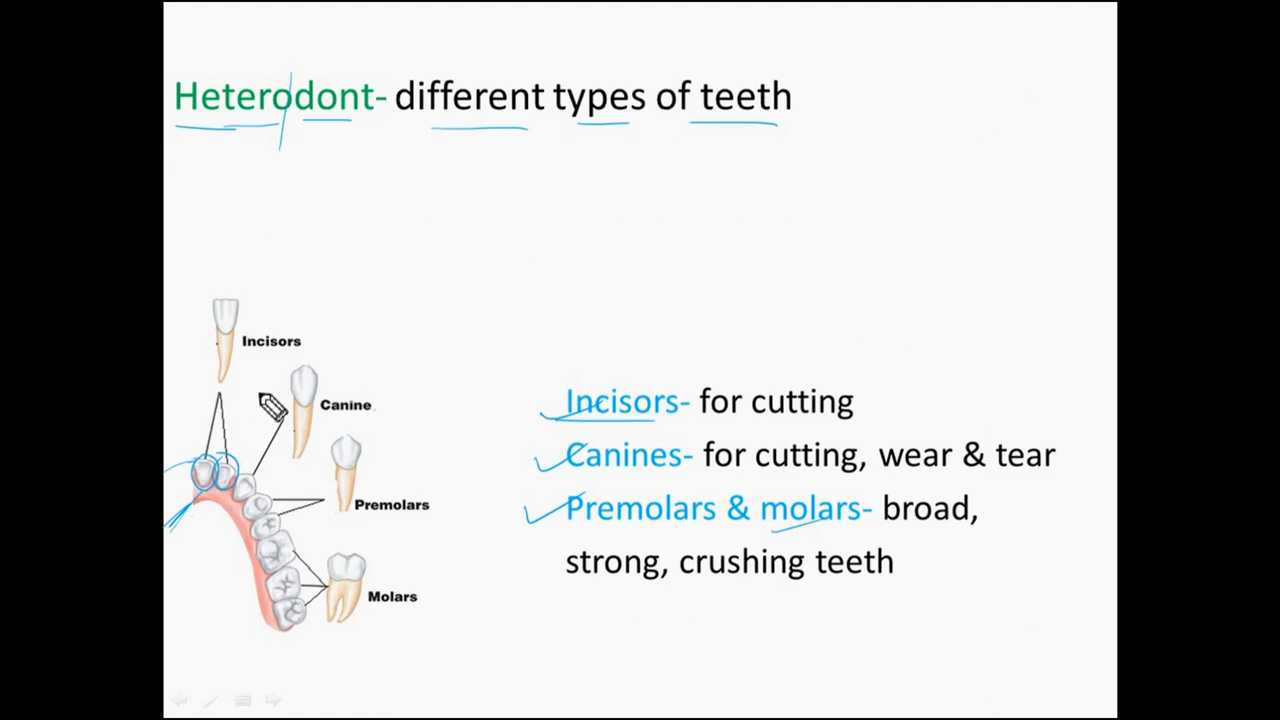 Heterodont- different types of teeth
Incisors
Canine
Premolars
Molars
Incisors- for cutting
Canines- for cutting, wear & tear
Premolars & molars- broad,
strong, crushing teeth